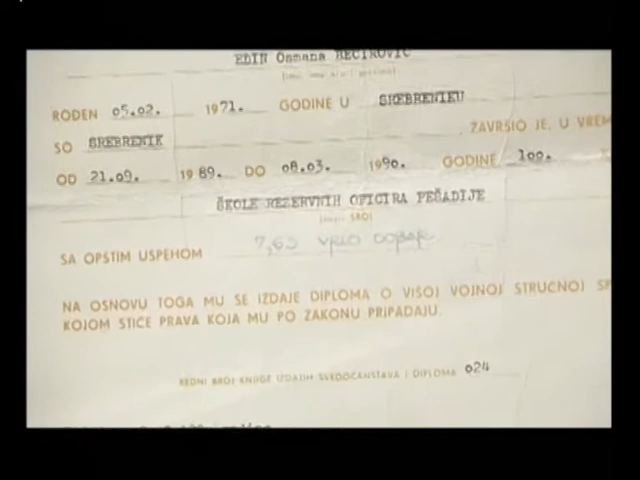 EDIN Osmana BEĆIROVIĆ
ROĐEN 05.02. 1971. GODINE U SREBRENIKU
SO SREBRENIK ZAVRŠIO JE, U VREM
OD 21.09. 1989. DO 08.03. 1990. GODINE 100.
ŠKOLE REZERVNIH OFICIRA PEŠADIJE
SA OPŠTIM USPEHOM 7,63 VRLO DOBAR
NA OSNOVU TOGA MU SE IZDAJE DIPLOMA O VIŠOJ VOJNOJ STRUČNOJ SP
KOJOM STIČE PRAVA KOJA MU PO ZAKONU PRIPADAJU.
REDNI BROJ KNJIGE IZDATIH SVEDOČANSTAVA I DIPLOMA 024